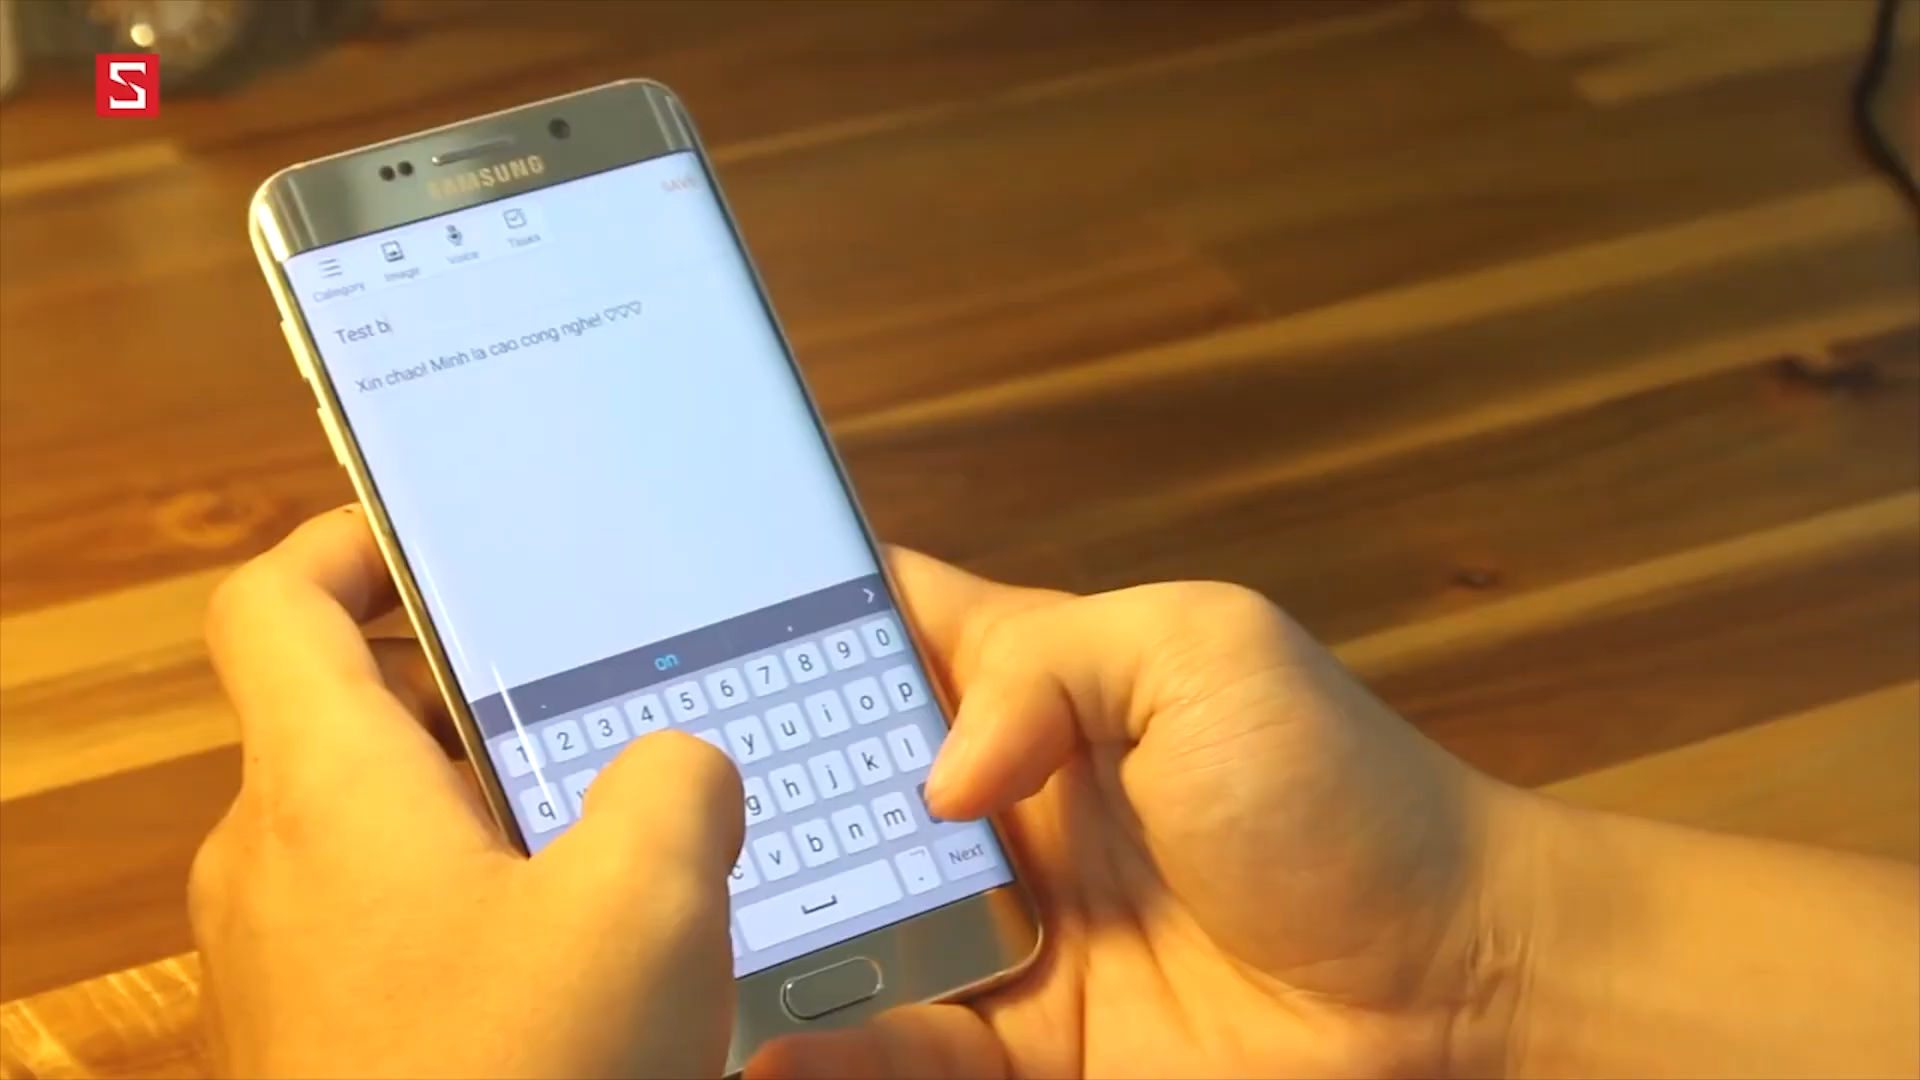 S
SAMSUNG
SAVE
Category Image Voice Tasks
Test b
Xin chao! Minh la cao cong nghe! ♡♡♡
on
1 2 3 4 5 6 7 8 9 0
q y u i o p
g h j k l
c v b n m
. Next